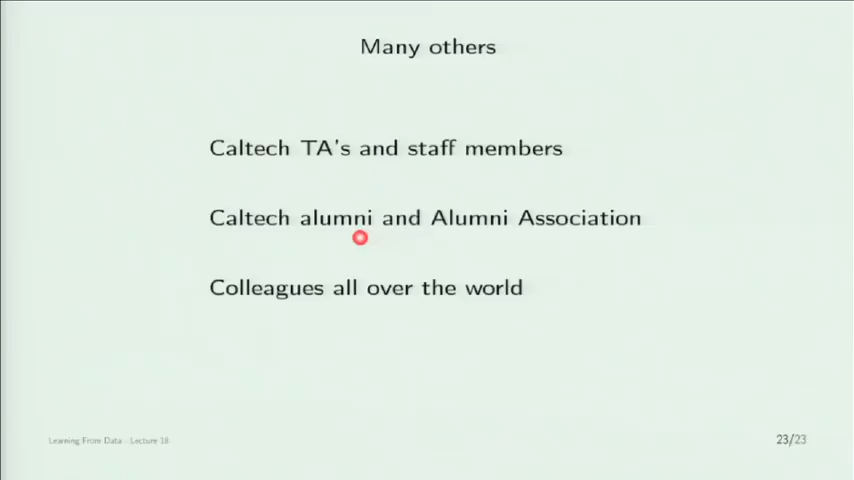 Many others
Caltech TA's and staff members
Caltech alumni and Alumni Association
Colleagues all over the world
Learning From Data - Lecture 18
23/23